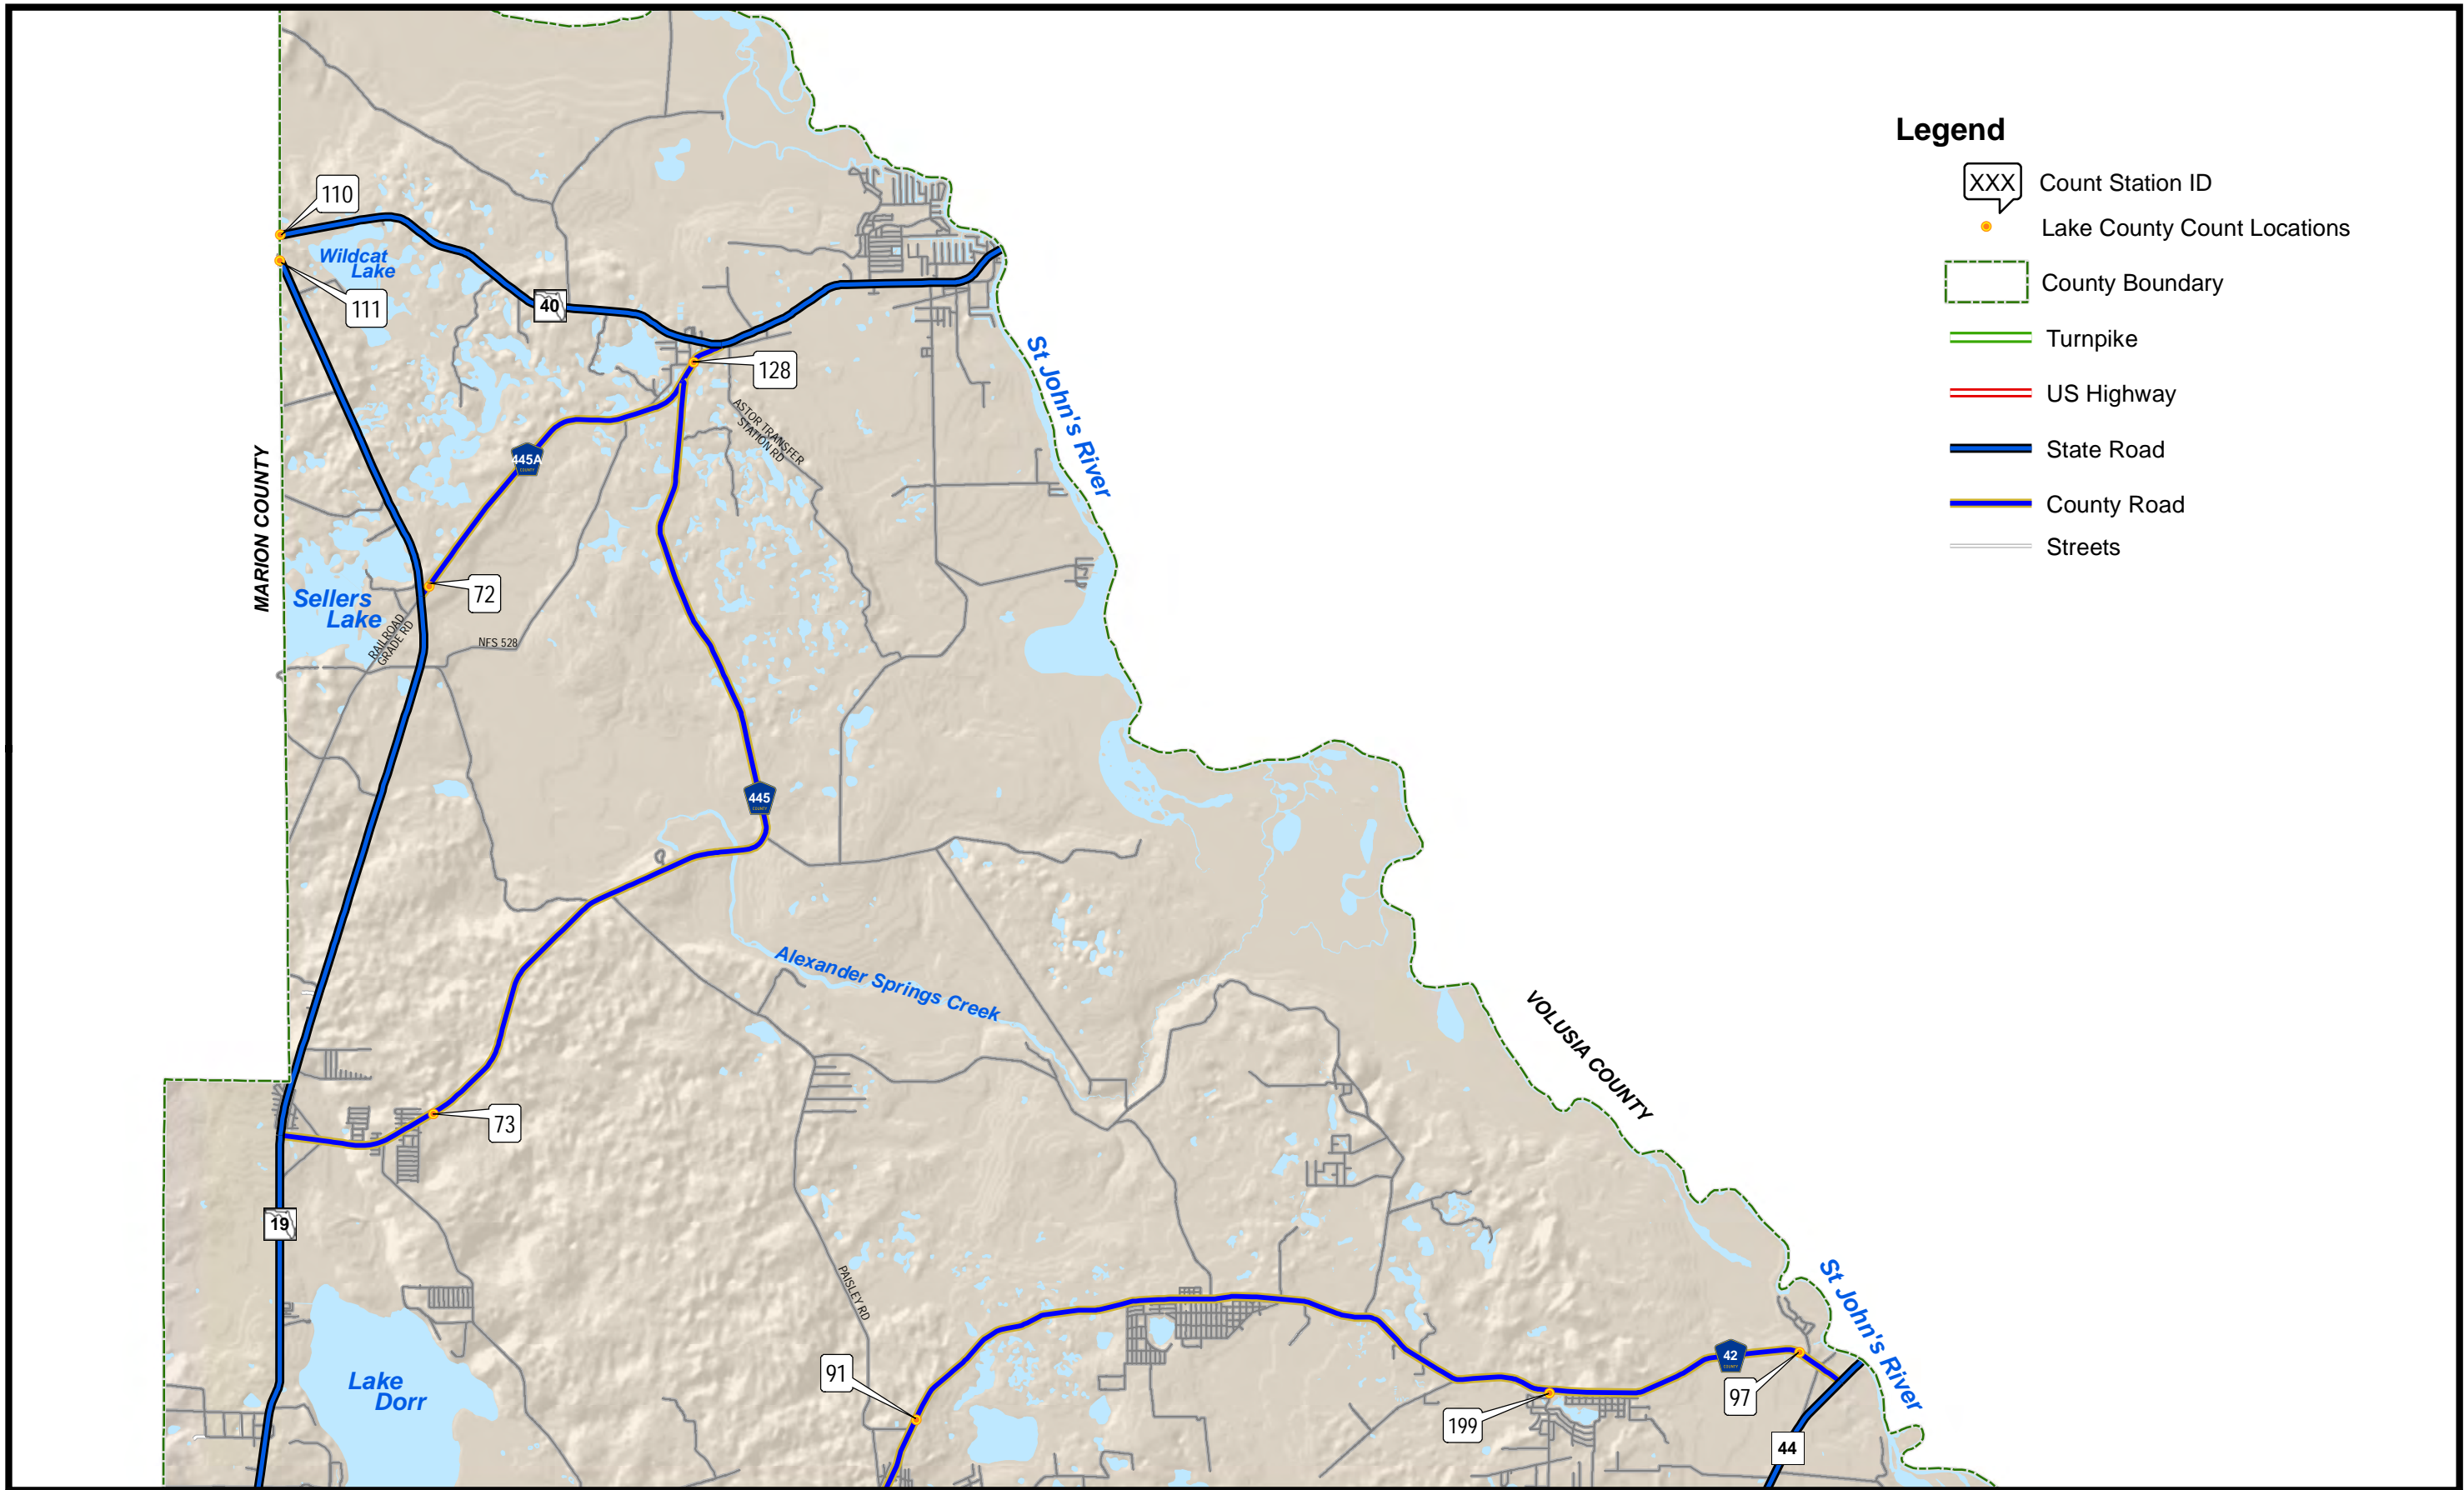 Legend
XXX
Count Station ID
Lake County Count Locations
County Boundary
Turnpike
US Highway
State Road
County Road
Streets
110
Wildcat
Lake
111
40
128
ASTOR TRANSFER
STATION RD
St John's River
MARION COUNTY
445A
COUNTY
72
Sellers
Lake
RAILROAD
GRADE RD
NFS 528
445
COUNTY
Alexander Springs Creek
VOLUSIA COUNTY
73
19
PAISLEY RD
St John's River
Lake
Dorr
91
42
COUNTY
97
199
44